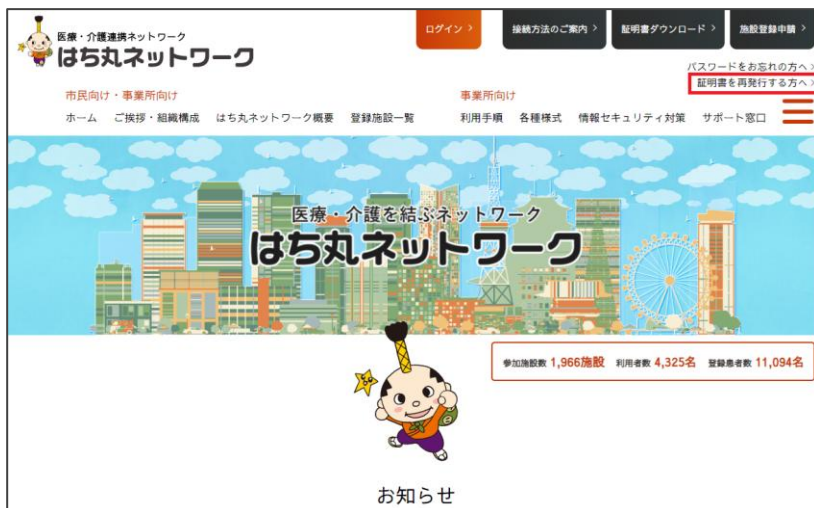 医療・介護連携ネットワーク
はち丸ネットワーク
ログイン >
接続方法のご案内 >
証明書ダウンロード >
施設登録申請 >
パスワードをお忘れの方へ >
証明書を再発行する方へ >
市民向け・事業所向け
ホーム ご挨拶・組織構成 はち丸ネットワーク概要 登録施設一覧
事業所向け
利用手順 各種様式 情報セキュリティ対策 サポート窓口
医療・介護を結ぶネットワーク
はち丸ネットワーク
参加施設数 1,966施設 利用者数 4,325名 登録患者数 11,094名
お知らせ